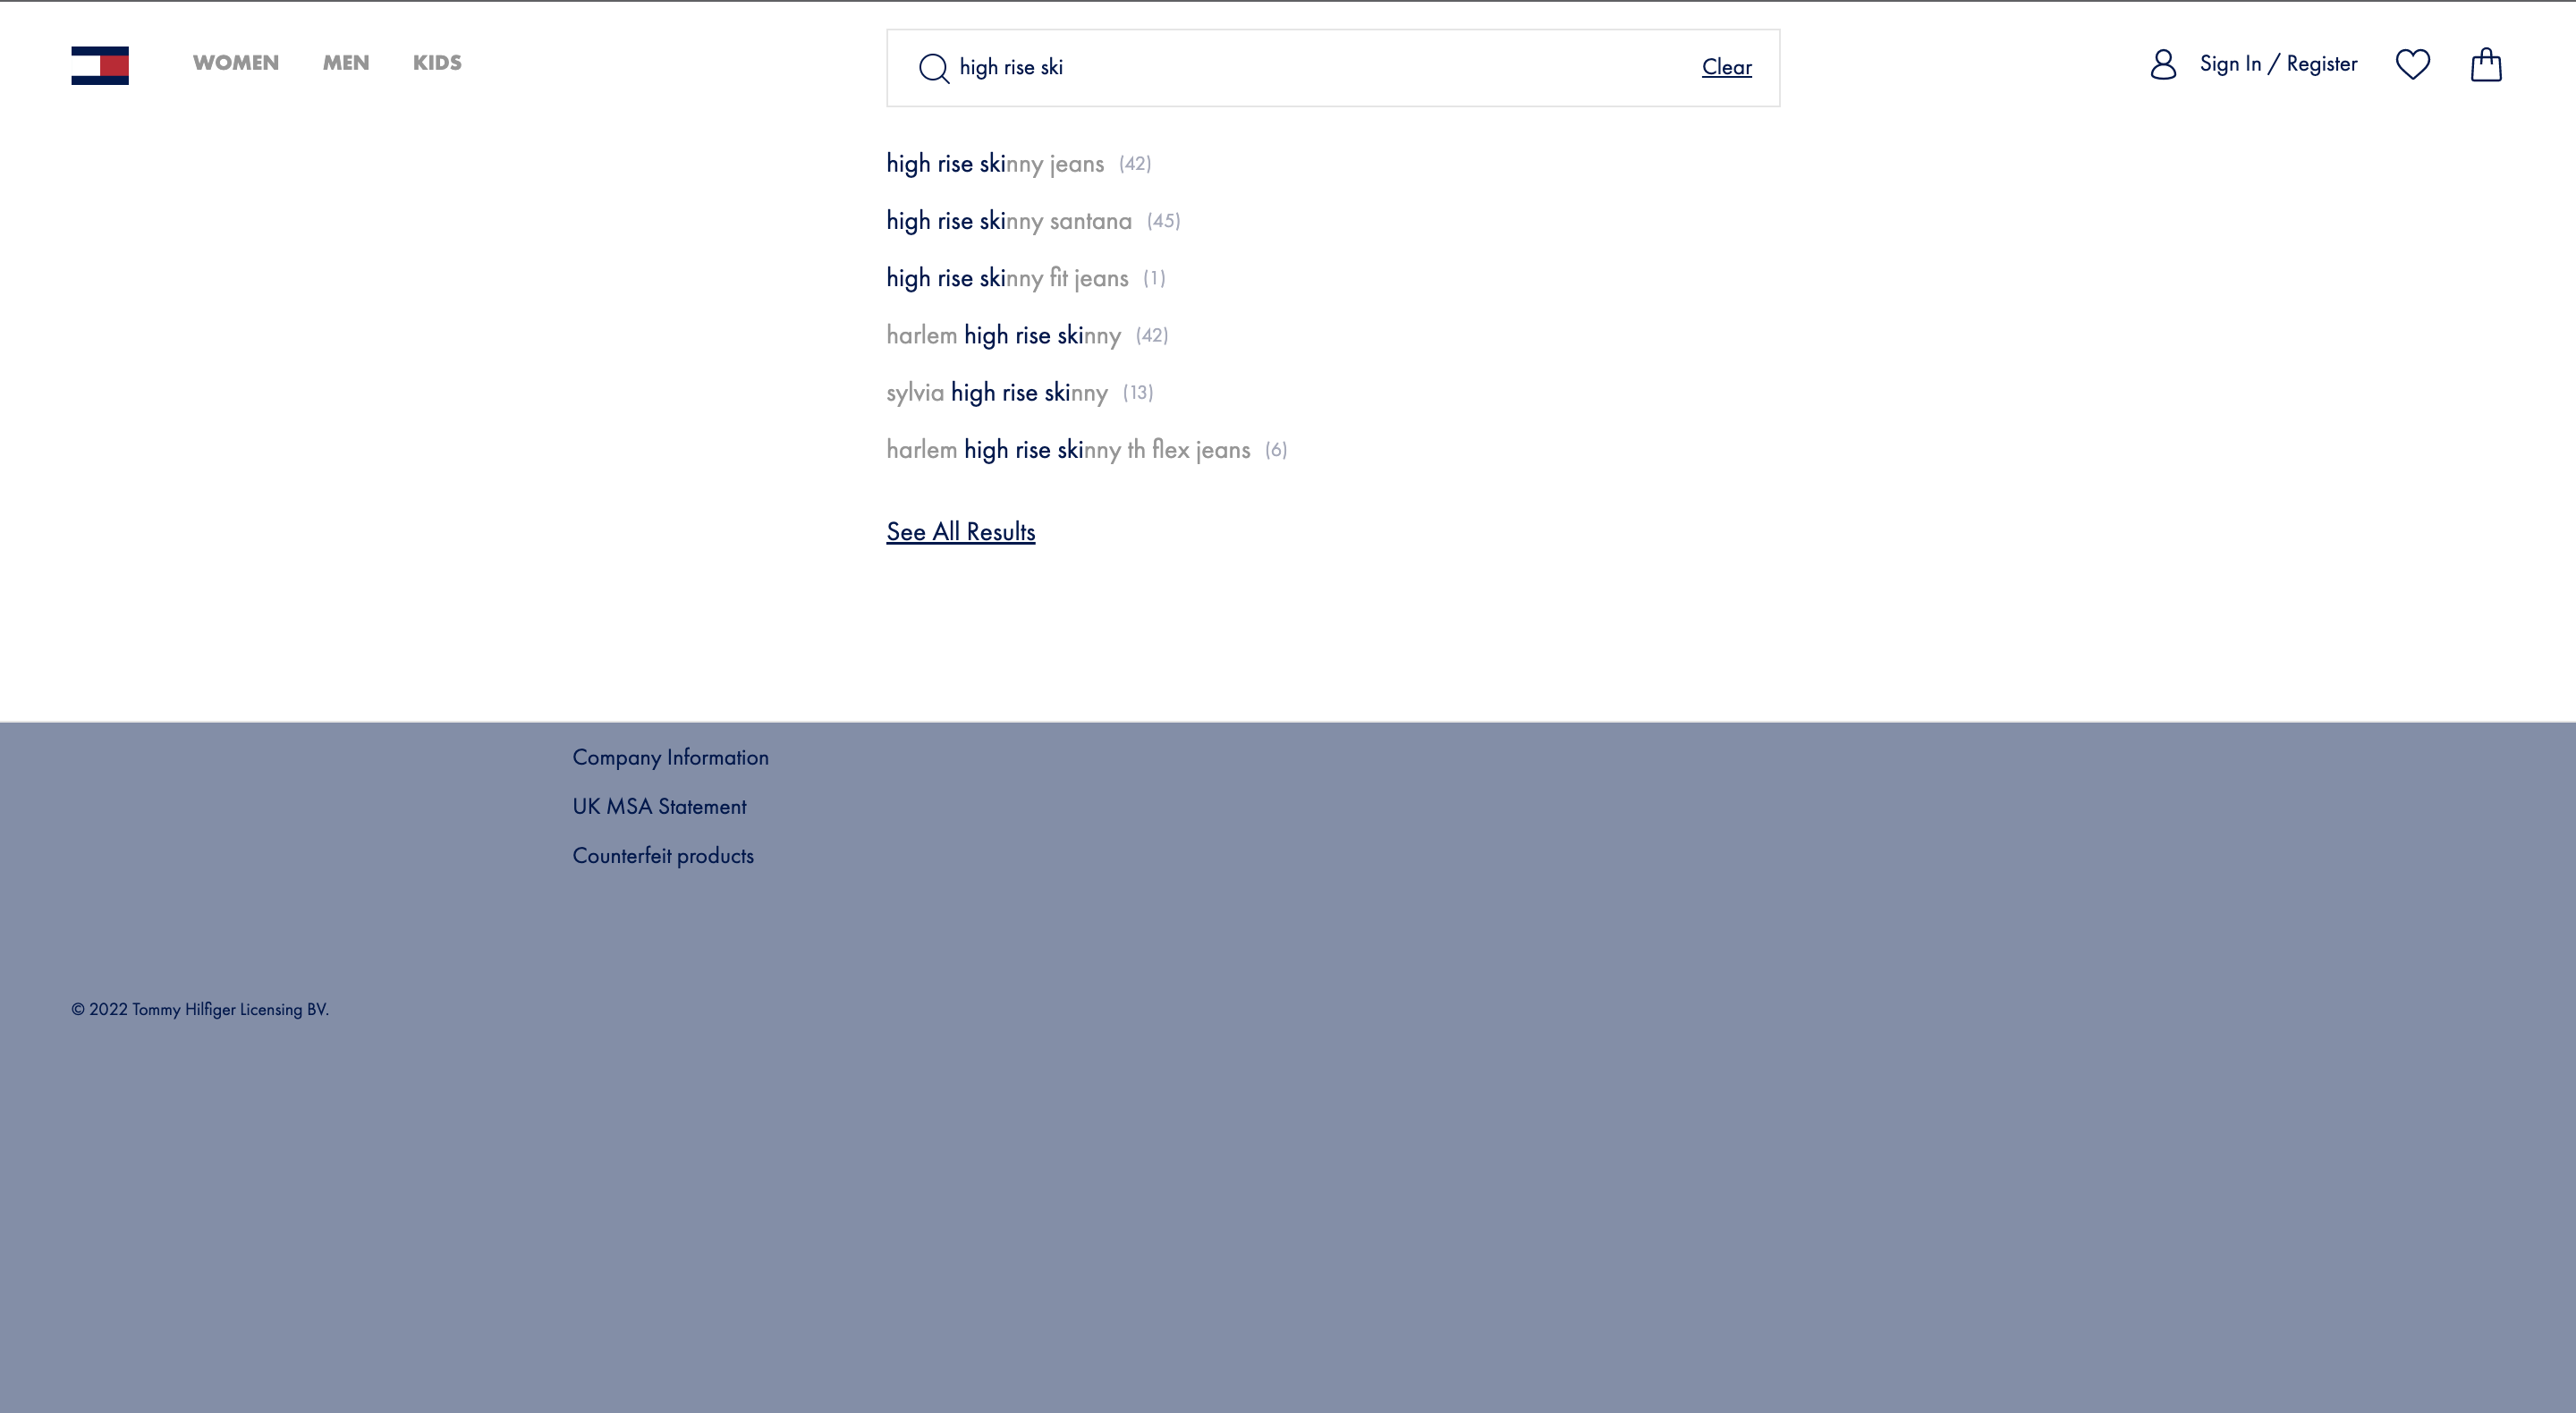 WOMEN MEN KIDS
high rise ski
Clear
Sign In / Register
high rise skinny jeans (42)
high rise skinny santana (45)
high rise skinny fit jeans (1)
harlem high rise skinny (42)
sylvia high rise skinny (13)
harlem high rise skinny th flex jeans (6)
See All Results
Company Information
UK MSA Statement
Counterfeit products
© 2022 Tommy Hilfiger Licensing BV.